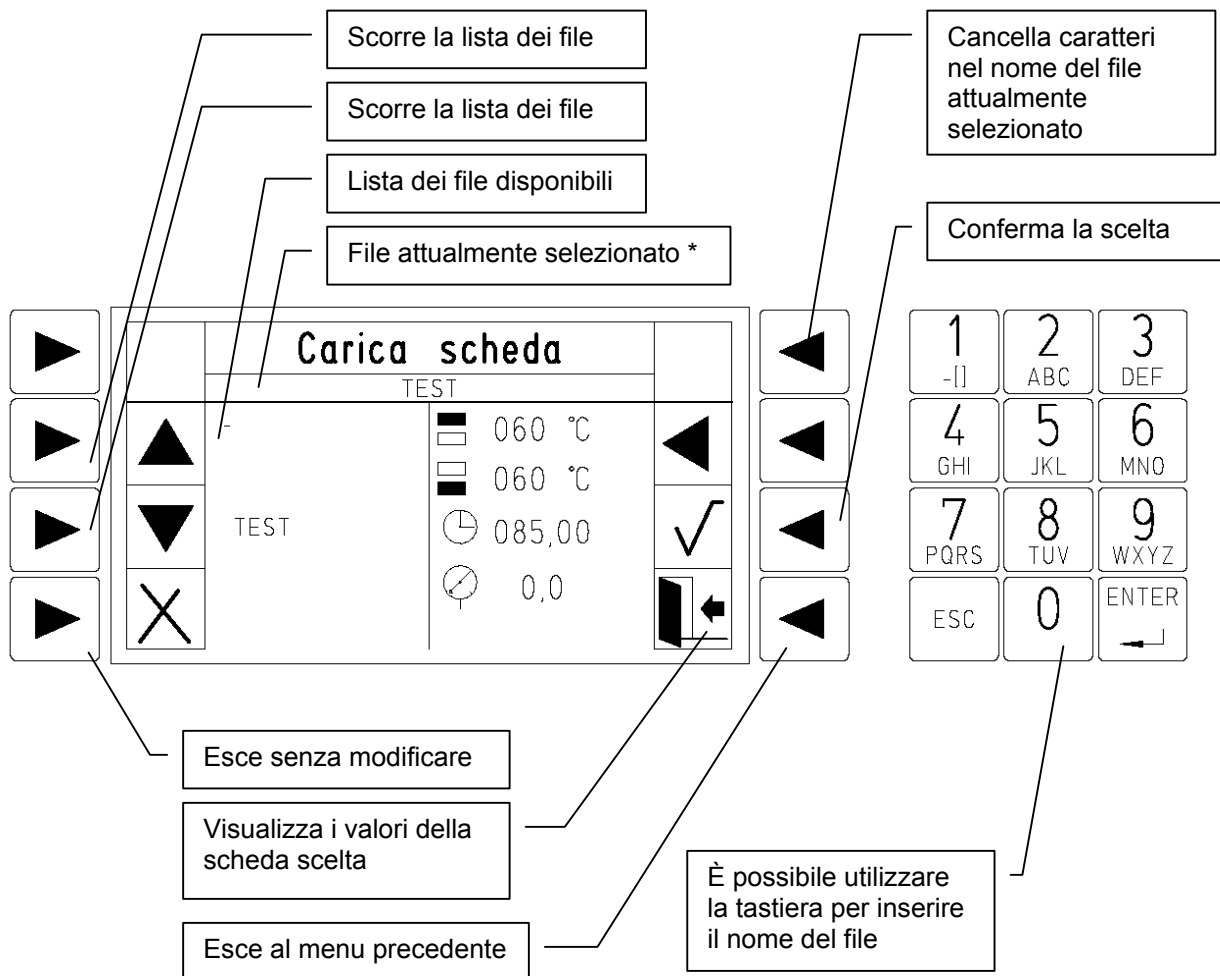 Scorre la lista dei file
Scorre la lista dei file
Lista dei file disponibili
File attualmente selezionato *
Cancella caratteri
nel nome del file
attualmente
selezionato
Conferma la scelta
Carica scheda
TEST
-
TEST
060 °C
060 °C
085,00
0,0
1
-[]
2
ABC
3
DEF
4
GHI
5
JKL
6
MNO
7
PQRS
8
TUV
9
WXYZ
ESC
0
ENTER
Esce senza modificare
Visualizza i valori della
scheda scelta
Esce al menu precedente
È possibile utilizzare
la tastiera per inserire
il nome del file